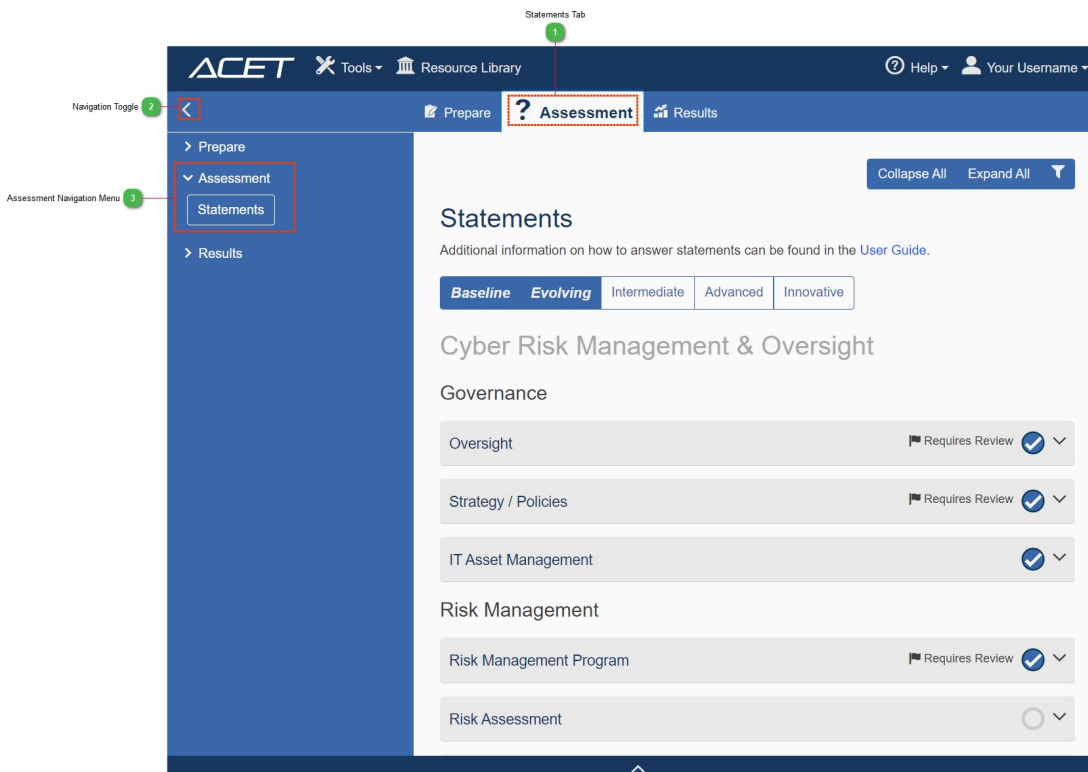 Statements Tab
1
ACET Tools Resource Library Help Your Username
Navigation Toggle 2
Prepare ? Assessment Results
Prepare
Assessment
Assessment Navigation Menu 3
Statements
Results
Collapse All Expand All
Statements
Additional information on how to answer statements can be found in the User Guide.
Baseline Evolving Intermediate Advanced Innovative
Cyber Risk Management & Oversight
Governance
Oversight Requires Review
Strategy / Policies Requires Review
IT Asset Management
Risk Management
Risk Management Program Requires Review
Risk Assessment